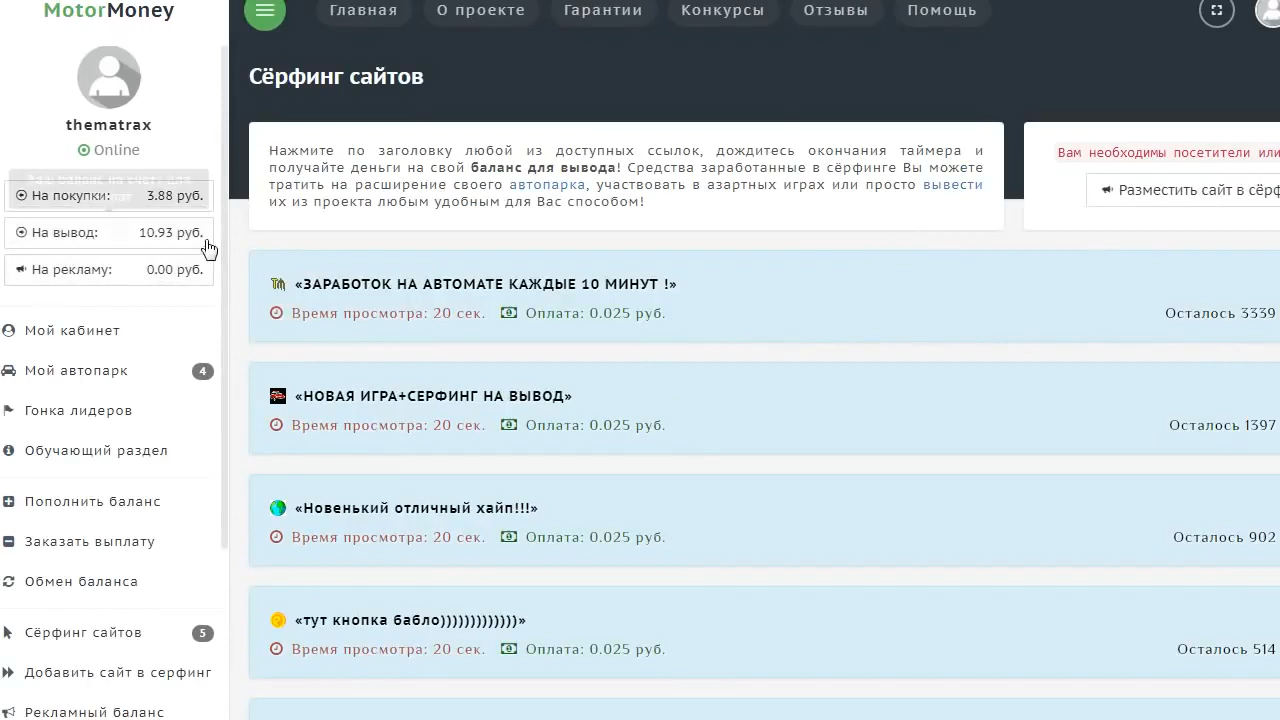 MotorMoney
Главная О проекте Гарантии Конкурсы Отзывы Помощь
thematrax
Online
На покупки: 3.88 руб.
На вывод: 10.93 руб.
На рекламу: 0.00 руб.
Мой кабинет
Мой автопарк 4
Гонка лидеров
Обучающий раздел
Пополнить баланс
Заказать выплату
Обмен баланса
Сёрфинг сайтов 5
Добавить сайт в серфинг
Рекламный баланс
Сёрфинг сайтов
Нажмите по заголовку любой из доступных ссылок, дождитесь окончания таймера и
получайте деньги на свой баланс для вывода! Средства заработанные в сёрфинге Вы можете
тратить на расширение своего автопарка, участвовать в азартных играх или просто вывести
их из проекта любым удобным для Вас способом!
Вам необходимы посетители или
Разместить сайт в сёрф
«ЗАРАБОТОК НА АВТОМАТЕ КАЖДЫЕ 10 МИНУТ !»
Время просмотра: 20 сек. Оплата: 0.025 руб. Осталось 3339
«НОВАЯ ИГРА+СЕРФИНГ НА ВЫВОД»
Время просмотра: 20 сек. Оплата: 0.025 руб. Осталось 1397
«Новенький отличный хайп!!!»
Время просмотра: 20 сек. Оплата: 0.025 руб. Осталось 902
«тут кнопка бабло)))))))))))))»
Время просмотра: 20 сек. Оплата: 0.025 руб. Осталось 514